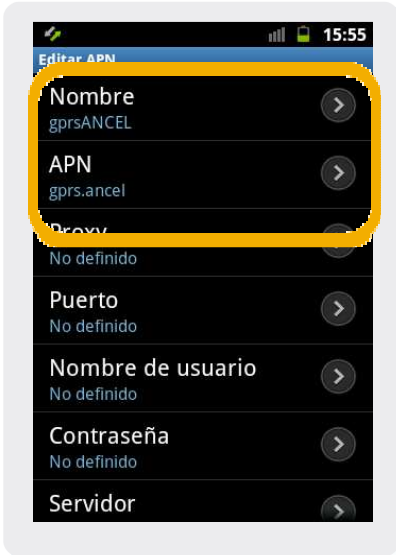 15:55
Editar APN
Nombre
gprsANCEL
APN
gprs.ancel
Proxy
No definido
Puerto
No definido
Nombre de usuario
No definido
Contraseña
No definido
Servidor